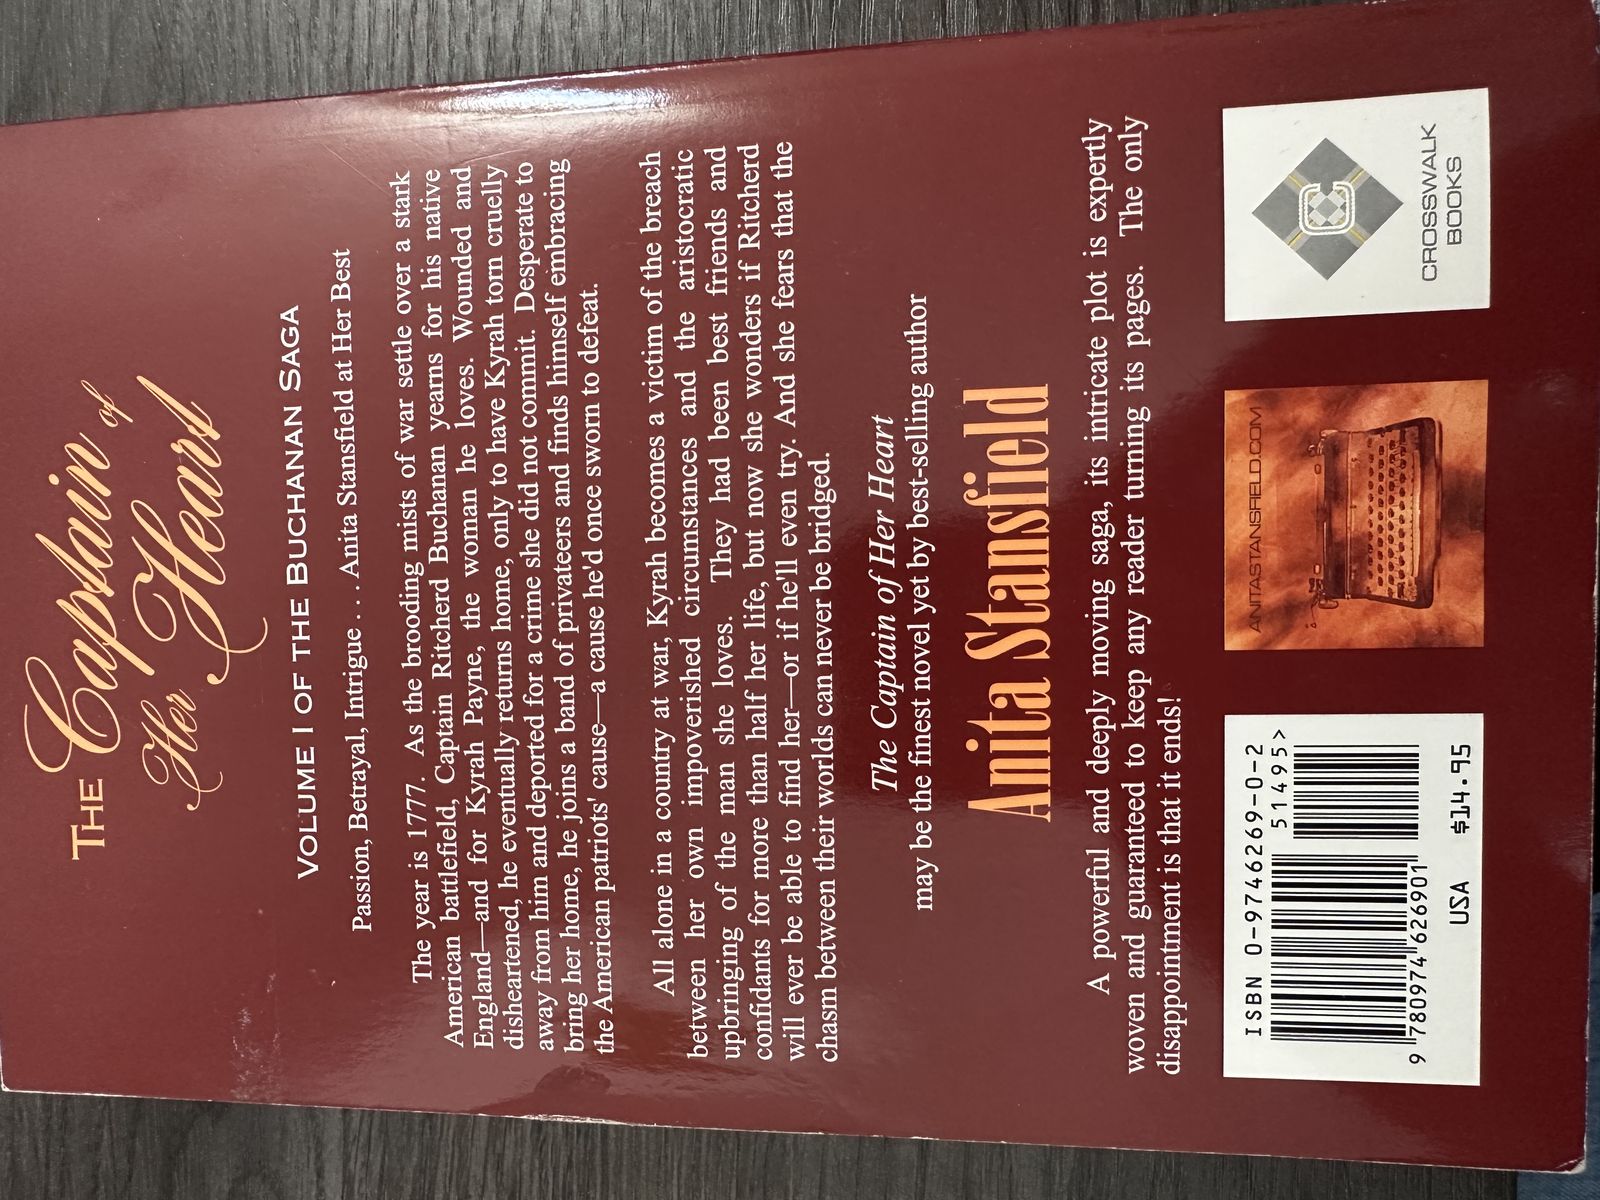 THE Captain of
Her Heart
VOLUME I OF THE BUCHANAN SAGA
Passion, Betrayal, Intrigue . . . Anita Stansfield at Her Best
The year is 1777. As the brooding mists of war settle over a stark
American battlefield, Captain Ritcherd Buchanan yearns for his native
England—and for Kyrah Payne, the woman he loves. Wounded and
disheartened, he eventually returns home, only to have Kyrah torn cruelly
away from him and deported for a crime she did not commit. Desperate to
bring her home, he joins a band of privateers and finds himself embracing
the American patriots' cause—a cause he'd once sworn to defeat.
All alone in a country at war, Kyrah becomes a victim of the breach
between her own impoverished circumstances and the aristocratic
upbringing of the man she loves. They had been best friends and
confidants for more than half her life, but now she wonders if Ritcherd
will ever be able to find her—or if he'll even try. And she fears that the
chasm between their worlds can never be bridged.
The Captain of Her Heart
may be the finest novel yet by best-selling author
Anita Stansfield
A powerful and deeply moving saga, its intricate plot is expertly
woven and guaranteed to keep any reader turning its pages. The only
disappointment is that it ends!
ISBN 0-9746269-0-2
51495>
9 780974 626901
USA $14.95
ANITASTANSFIELD.COM
CROSSWALK
BOOKS